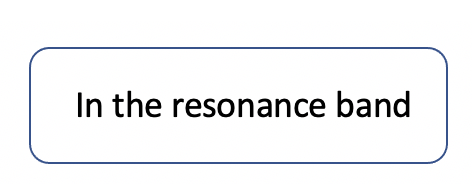 In the resonance band